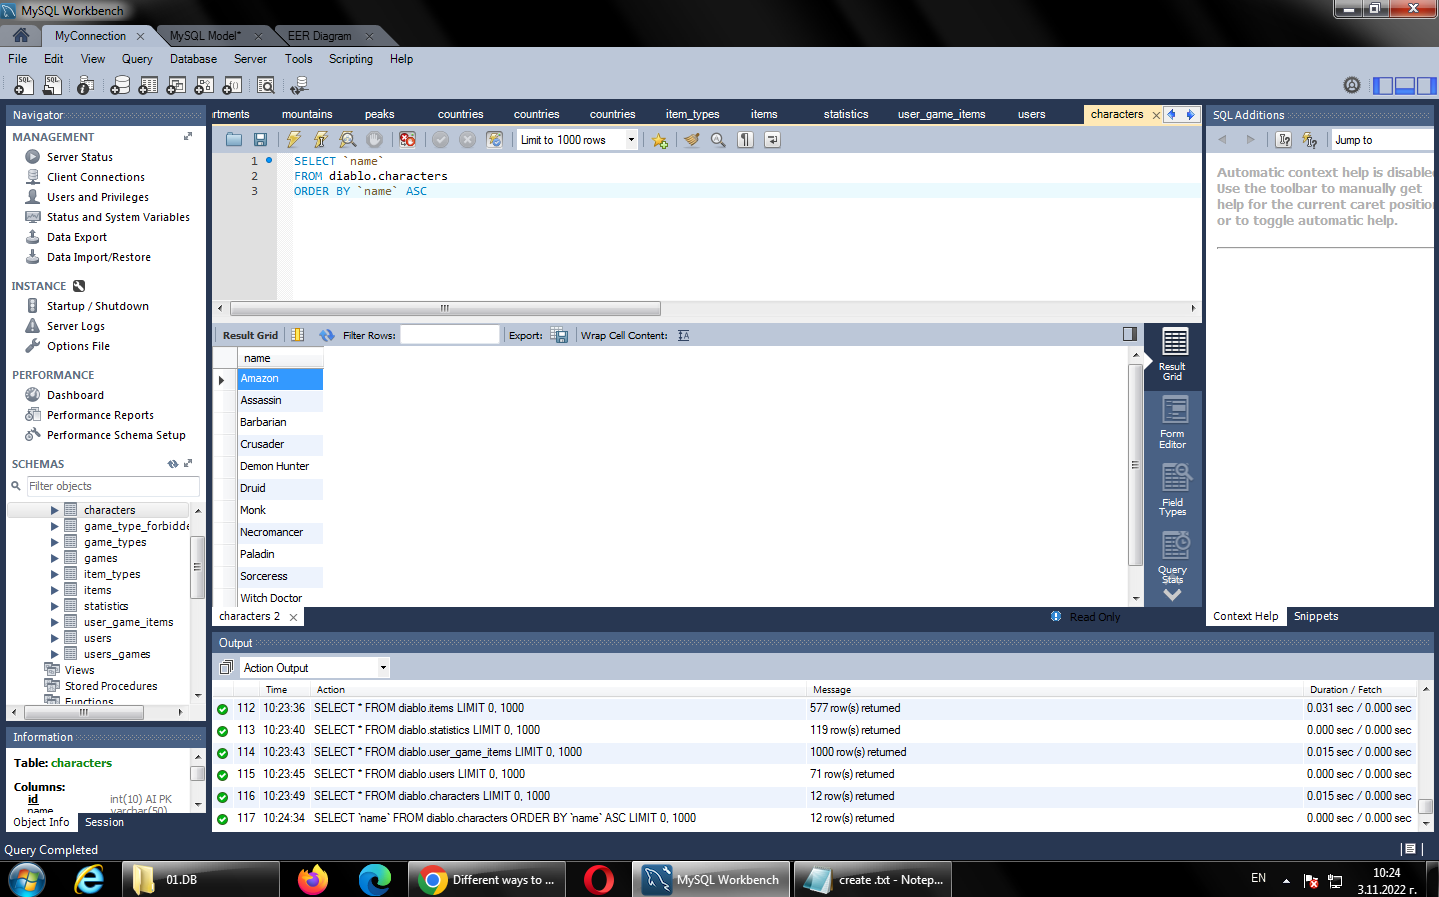 MySQL Workbench
MyConnection
MySQL Model*
EER Diagram
File Edit View Query Database Server Tools Scripting Help
Navigator
MANAGEMENT
Server Status
Client Connections
Users and Privileges
Status and System Variables
Data Export
Data Import/Restore
INSTANCE
Startup / Shutdown
Server Logs
Options File
PERFORMANCE
Dashboard
Performance Reports
Performance Schema Setup
SCHEMAS
Filter objects
characters
game_type_forbidde
game_types
games
item_types
items
statistics
user_game_items
users
users_games
Views
Stored Procedures
Functions
Information
Table: characters
Columns:
id int(10) AI PK
name varchar(50)
Object Info Session
rtments mountains peaks countries countries countries item_types items statistics user_game_items users characters
Limit to 1000 rows
1 SELECT `name`
2 FROM diablo.characters
3 ORDER BY `name` ASC
Result Grid Filter Rows: Export: Wrap Cell Content:
name
Amazon
Assassin
Barbarian
Crusader
Demon Hunter
Druid
Monk
Necromancer
Paladin
Sorceress
Witch Doctor
Result
Grid
Form
Editor
Field
Types
Query
Stats
characters 2
Read Only
SQL Additions
Jump to
Automatic context help is disable
Use the toolbar to manually get
help for the current caret position
or to toggle automatic help.
Context Help Snippets
Output
Action Output
Time Action Message Duration / Fetch
112 10:23:36 SELECT * FROM diablo.items LIMIT 0, 1000 577 row(s) returned 0.031 sec / 0.000 sec
113 10:23:40 SELECT * FROM diablo.statistics LIMIT 0, 1000 119 row(s) returned 0.000 sec / 0.000 sec
114 10:23:43 SELECT * FROM diablo.user_game_items LIMIT 0, 1000 1000 row(s) returned 0.015 sec / 0.000 sec
115 10:23:45 SELECT * FROM diablo.users LIMIT 0, 1000 71 row(s) returned 0.000 sec / 0.000 sec
116 10:23:49 SELECT * FROM diablo.characters LIMIT 0, 1000 12 row(s) returned 0.015 sec / 0.000 sec
117 10:24:34 SELECT `name` FROM diablo.characters ORDER BY `name` ASC LIMIT 0, 1000 12 row(s) returned 0.000 sec / 0.000 sec
Query Completed
01.DB
Different ways to ...
MySQL Workbench
create .txt - Notep...
EN
10:24
3.11.2022 г.